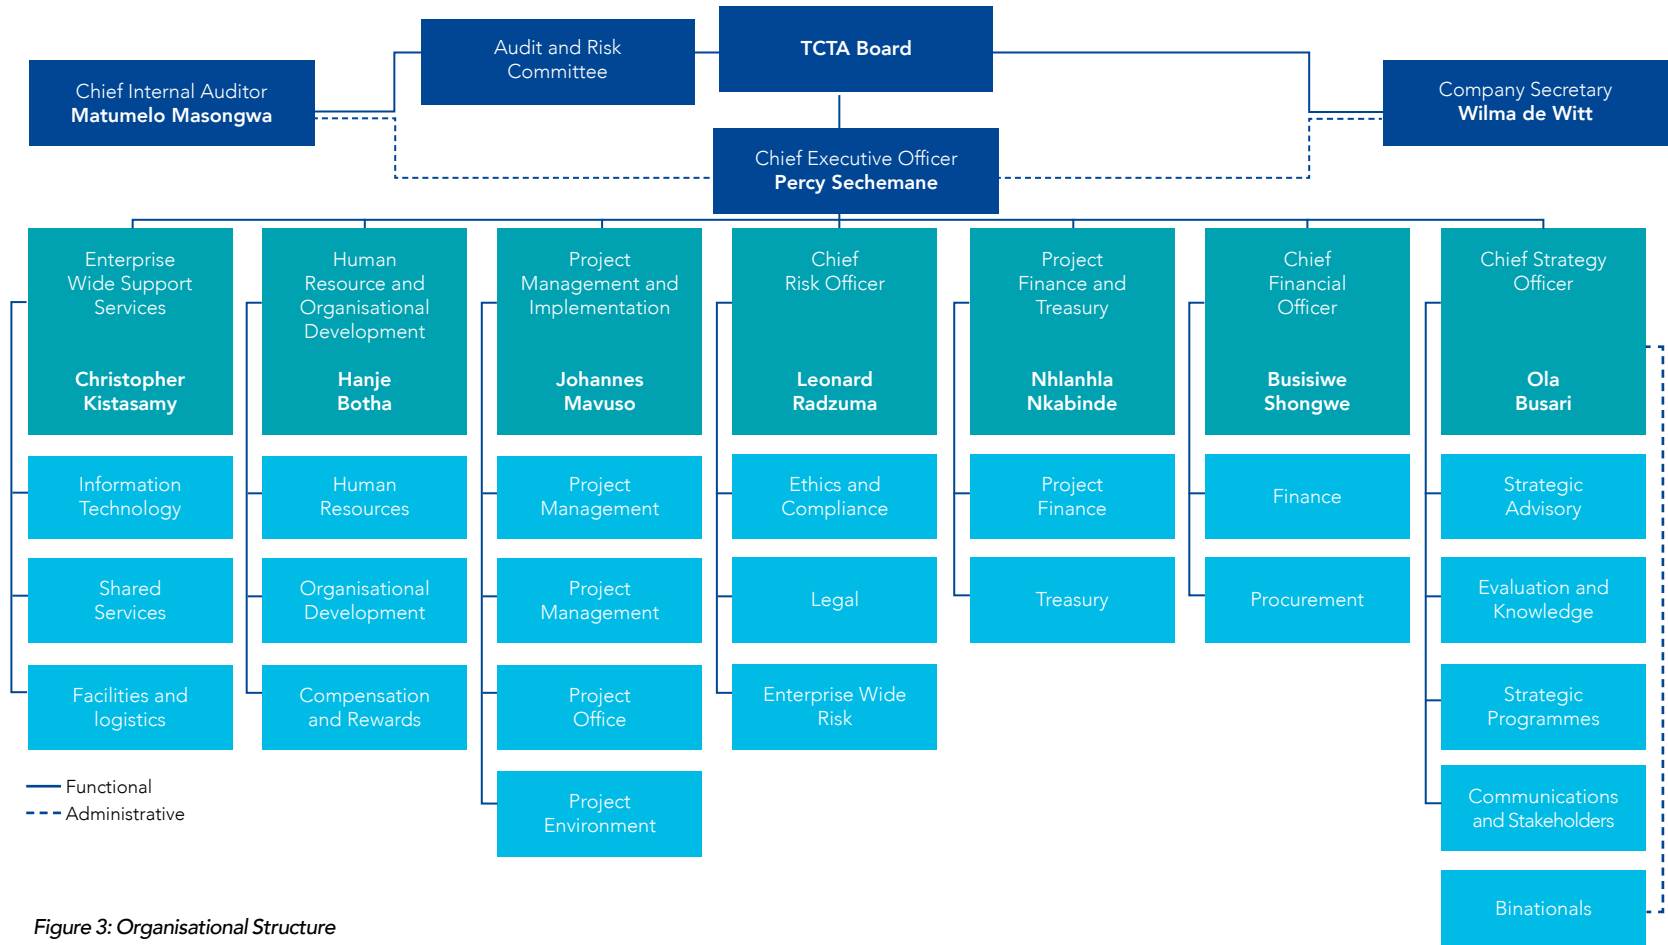 TCTA Board
Audit and Risk
Committee
Chief Internal Auditor
Matumelo Masongwa
Company Secretary
Wilma de Witt
Chief Executive Officer
Percy Sechemane
Enterprise
Wide Support
Services
Christopher
Kistasamy
Information
Technology
Shared
Services
Facilities and
logistics
Human
Resource and
Organisational
Development
Hanje
Botha
Human
Resources
Organisational
Development
Compensation
and Rewards
Project
Management and
Implementation
Johannes
Mavuso
Project
Management
Project
Management
Project
Office
Project
Environment
Chief
Risk Officer
Leonard
Radzuma
Ethics and
Compliance
Legal
Enterprise Wide
Risk
Project
Finance and
Treasury
Nhlanhla
Nkabinde
Project
Finance
Treasury
Chief
Financial
Officer
Busisiwe
Shongwe
Finance
Procurement
Chief Strategy
Officer
Ola
Busari
Strategic
Advisory
Evaluation and
Knowledge
Strategic
Programmes
Communications
and Stakeholders
Binationals
Functional
Administrative
Figure 3: Organisational Structure